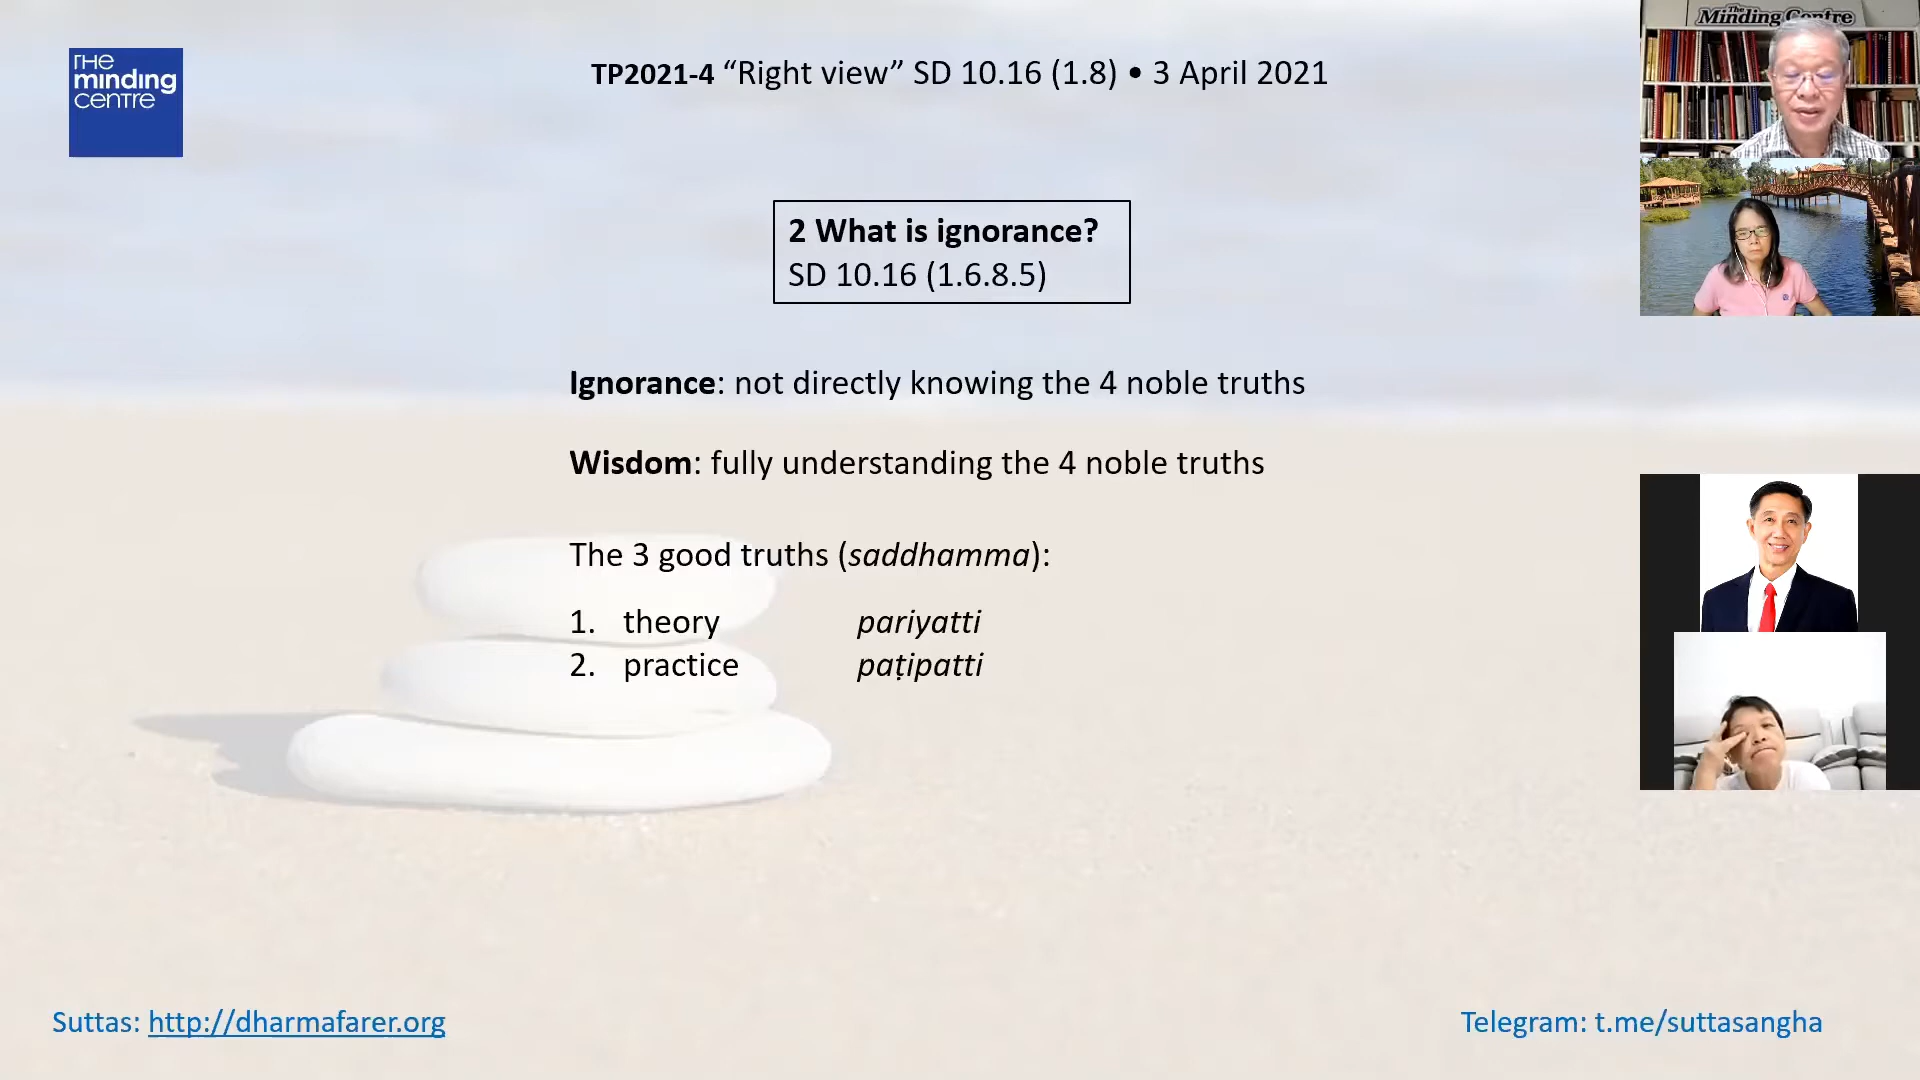 THE
minding
centre
TP2021-4 “Right view” SD 10.16 (1.8) • 3 April 2021
The
Minding Centre
2 What is ignorance?
SD 10.16 (1.6.8.5)
Ignorance: not directly knowing the 4 noble truths
Wisdom: fully understanding the 4 noble truths
The 3 good truths (saddhamma):
1. theory pariyatti
2. practice paṭipatti
Suttas: http://dharmafarer.org
Telegram: t.me/suttasangha